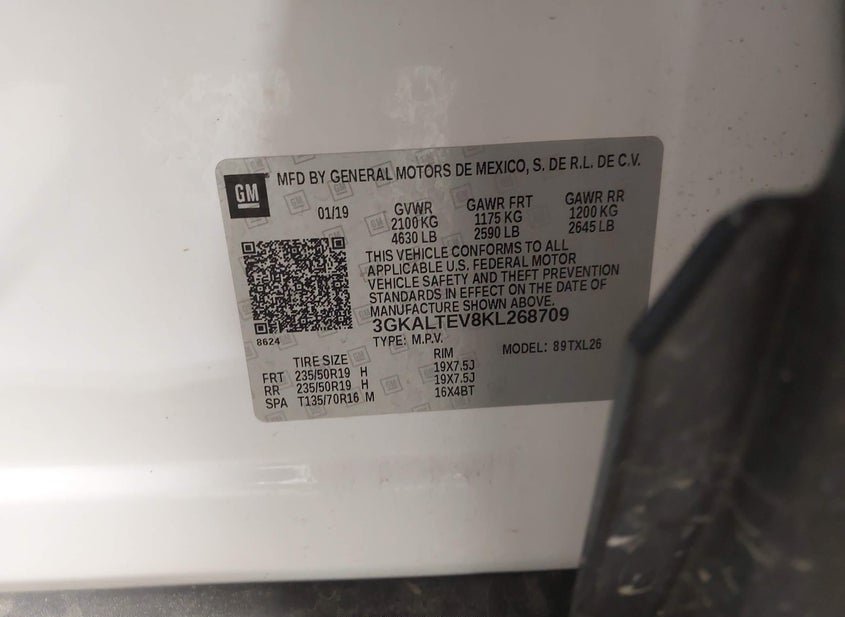 GM
MFD BY GENERAL MOTORS DE MEXICO, S. DE R.L. DE C.V.
01/19 GVWR GAWR FRT GAWR RR
2100 KG 1175 KG 1200 KG
4630 LB 2590 LB 2645 LB
THIS VEHICLE CONFORMS TO ALL
APPLICABLE U.S. FEDERAL MOTOR
VEHICLE SAFETY AND THEFT PREVENTION
STANDARDS IN EFFECT ON THE DATE OF
MANUFACTURE SHOWN ABOVE.
3GKALTEV8KL268709
8624
TYPE: M.P.V. MODEL: 89TXL26
TIRE SIZE RIM
FRT 235/50R19 H 19X7.5J
RR 235/50R19 H 19X7.5J
SPA T135/70R16 M 16X4BT